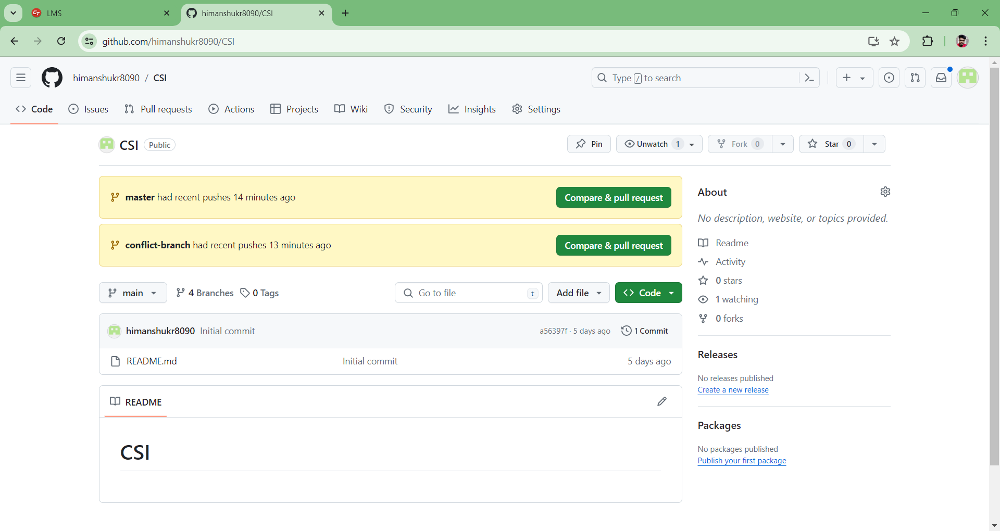 LMS
himanshukr8090/CSI
github.com/himanshukr8090/CSI
himanshukr8090 / CSI
Type / to search
Code
Issues
Pull requests
Actions
Projects
Wiki
Security
Insights
Settings
CSI Public
Pin
Unwatch 1
Fork 0
Star 0
master had recent pushes 14 minutes ago
Compare & pull request
conflict-branch had recent pushes 13 minutes ago
Compare & pull request
main
4 Branches
0 Tags
Go to file t
Add file
Code
himanshukr8090 Initial commit
a56397f · 5 days ago
1 Commit
README.md
Initial commit
5 days ago
README
CSI
About
No description, website, or topics provided.
Readme
Activity
0 stars
1 watching
0 forks
Releases
No releases published
Create a new release
Packages
No packages published
Publish your first package